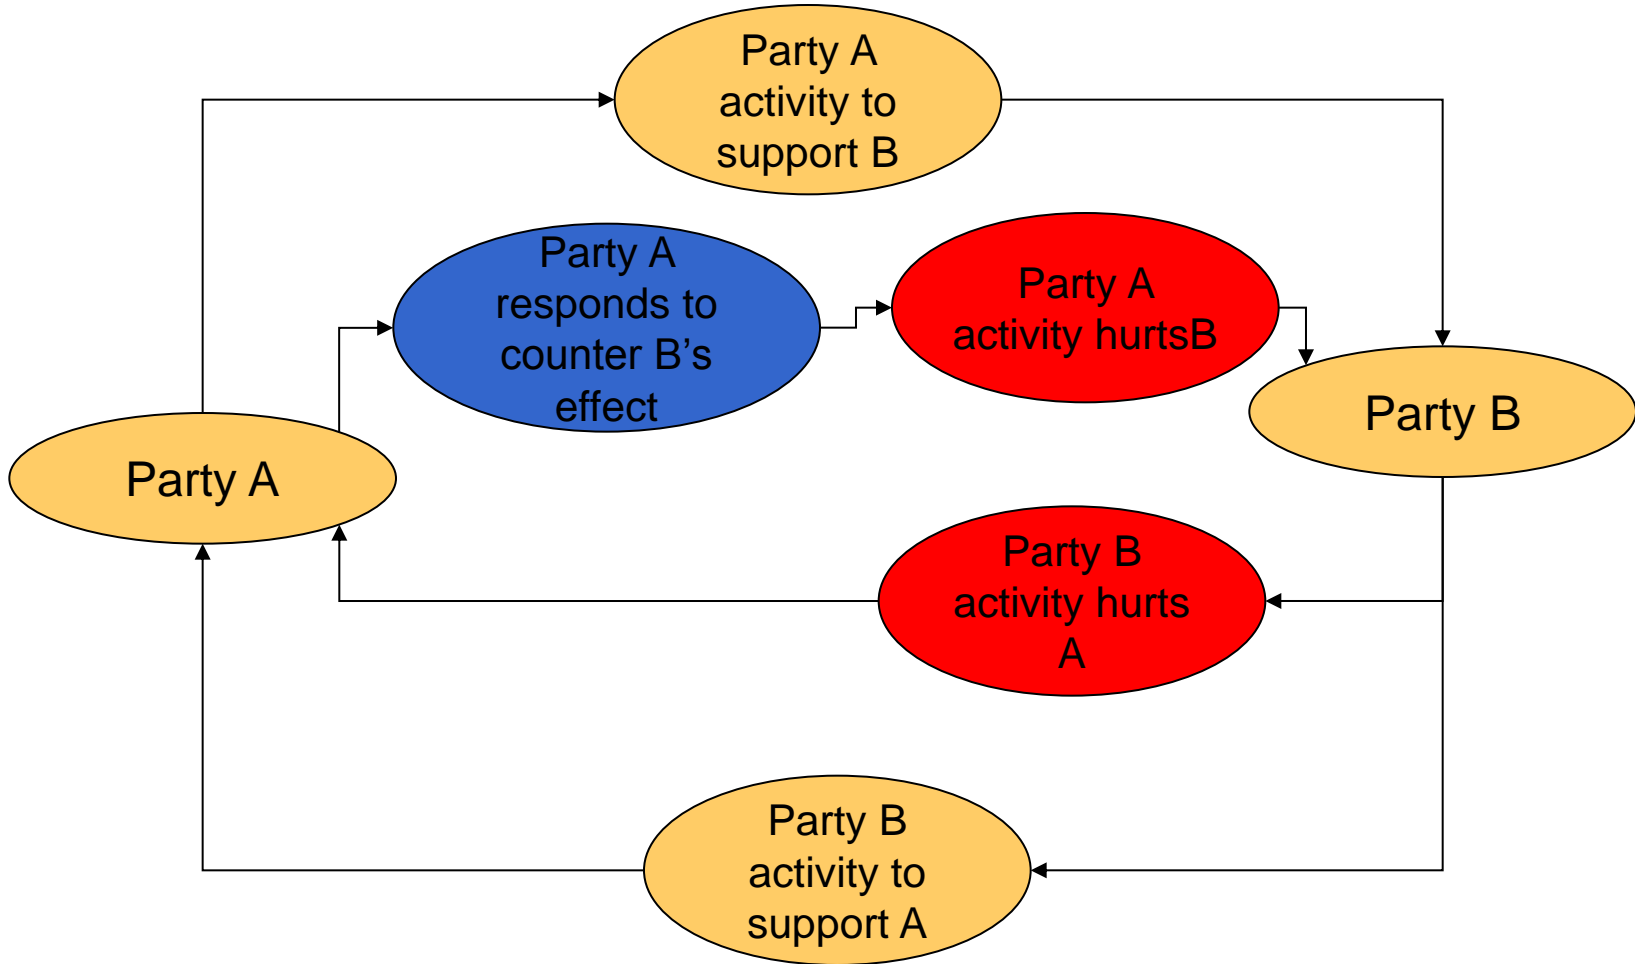 Party A
activity to
support B
Party A
responds to
counter B’s
effect
Party A
activity hurtsB
Party B
Party A
Party B
activity hurts
A
Party B
activity to
support A